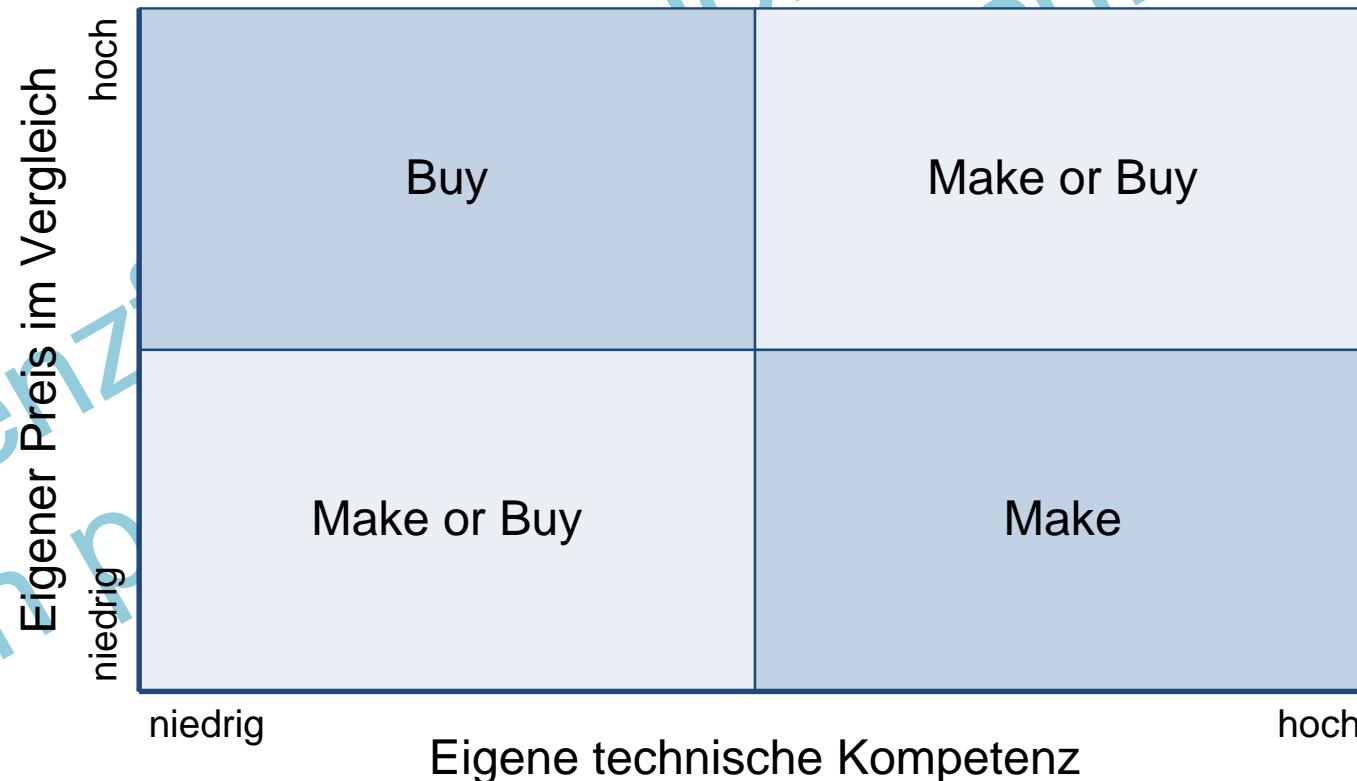 Eigener Preis im Vergleich
hoch
niedrig
Buy
Make or Buy
Make or Buy
Make
niedrig
hoch
Eigene technische Kompetenz